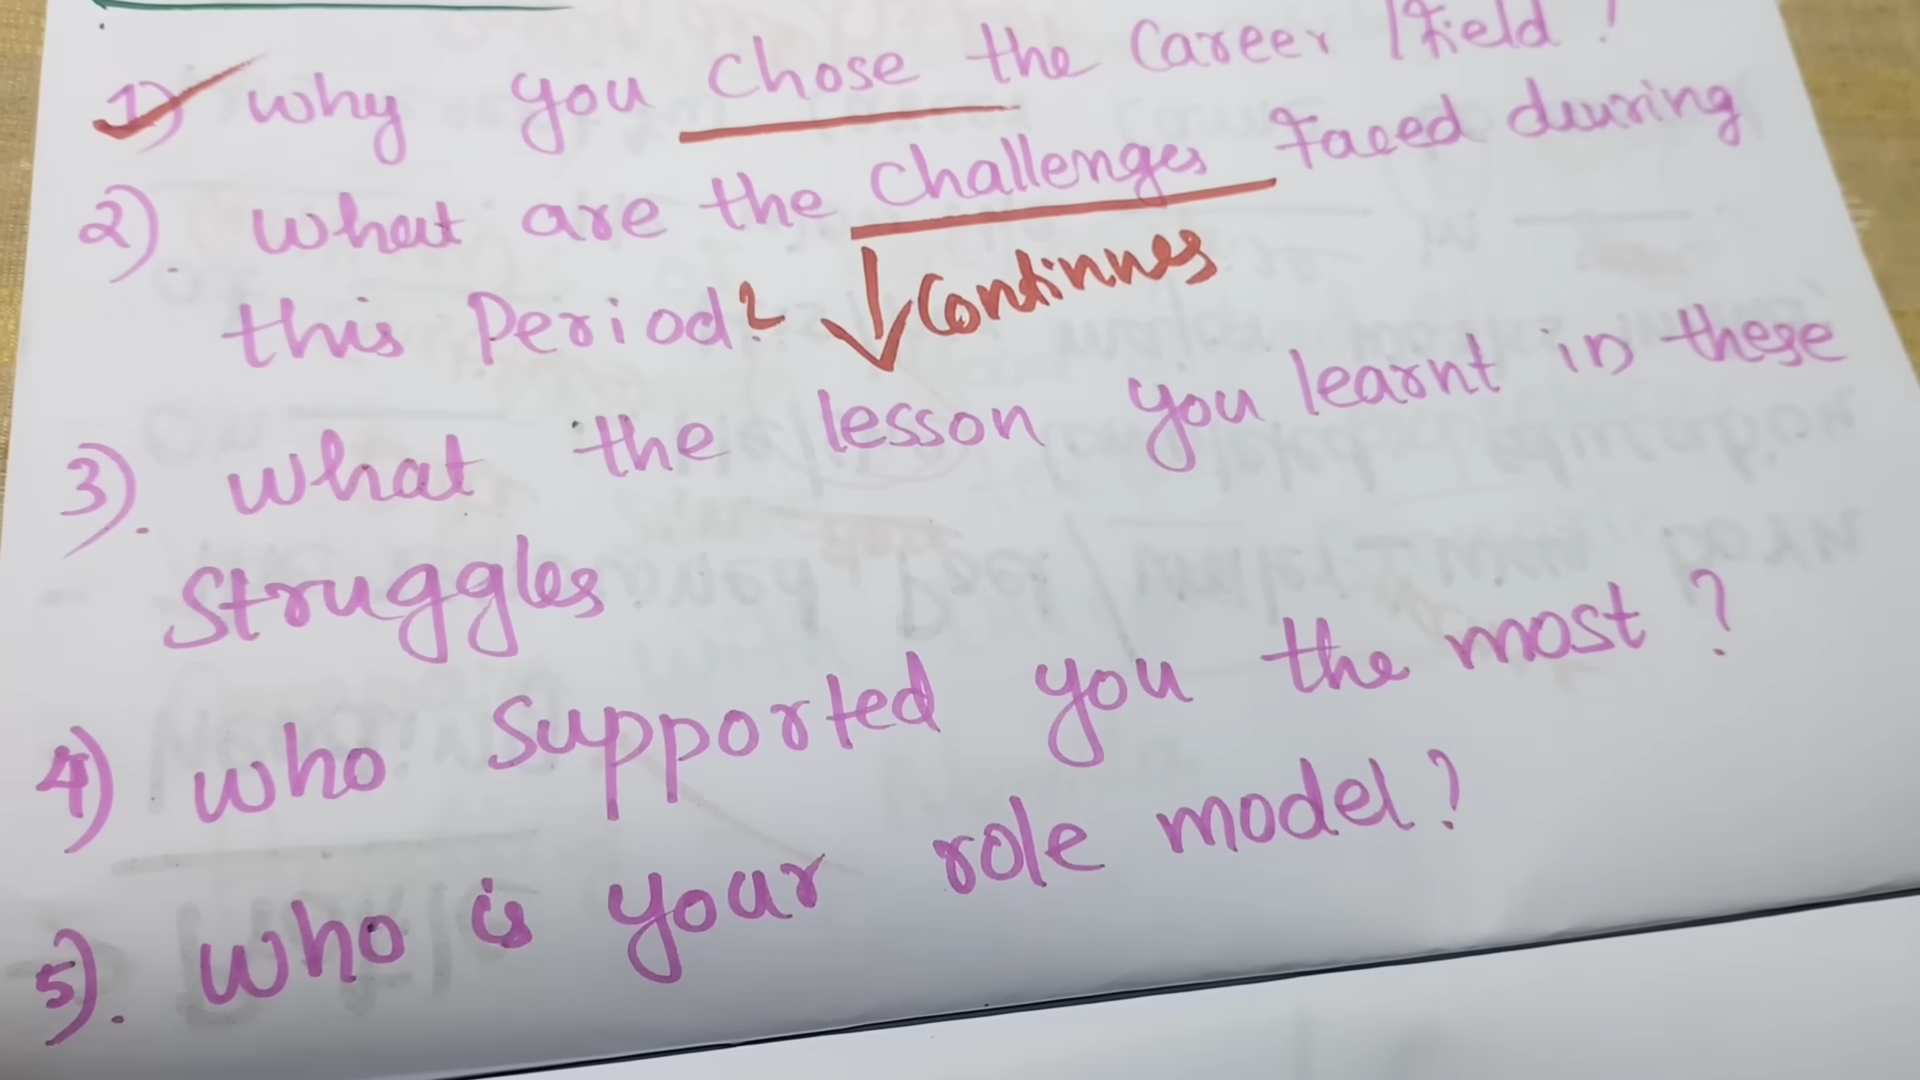 1) Why you chose the Career / Field ?
2). What are the Challenges Faced during
this Period?
Continues
3). What the lesson you learnt in these
Struggles
4) Who Supported you the most ?
5). Who is your role model?